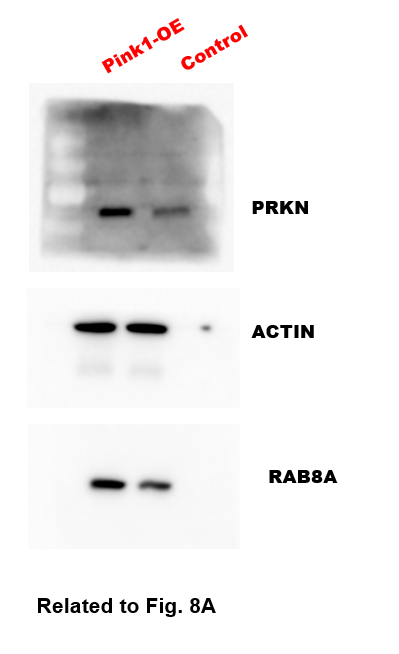 Pink1-OE
Control
PRKN
ACTIN
RAB8A
Related to Fig. 8A